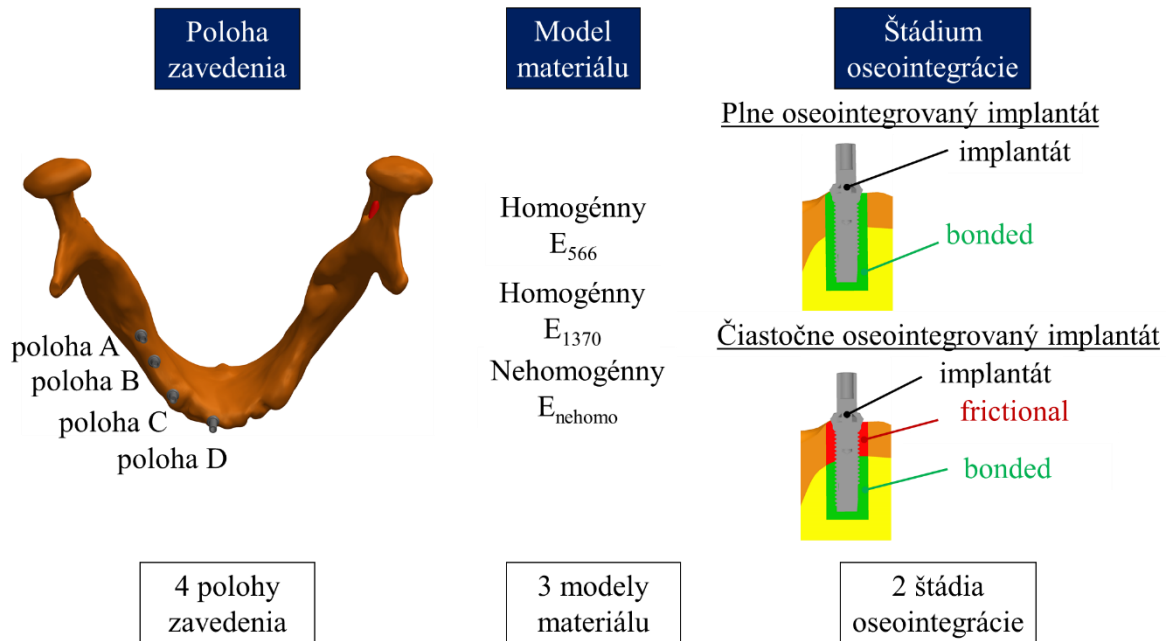 Poloha
zavedenia
Model
materiálu
Štádium
oseointegrácie
Plne oseointegrovaný implantát
implantát
bonded
Homogénny
E₅₆₆
Homogénny
E₁₃₇₀
Nehomogénny
Eₙₑₕₒₘₒ
poloha A
poloha B
poloha C
poloha D
Čiastočne oseointegrovaný implantát
implantát
frictional
bonded
4 polohy
zavedenia
3 modely
materiálu
2 štádia
oseointegrácie